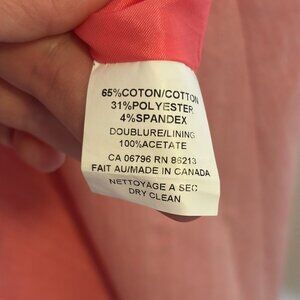 65%COTON/COTTON
31%POLYESTER
4%SPANDEX
DOUBLURE/LINING
100%ACETATE
CA 06796 RN 86213
FAIT AU/MADE IN CANADA
NETTOYAGE A SEC
DRY CLEAN